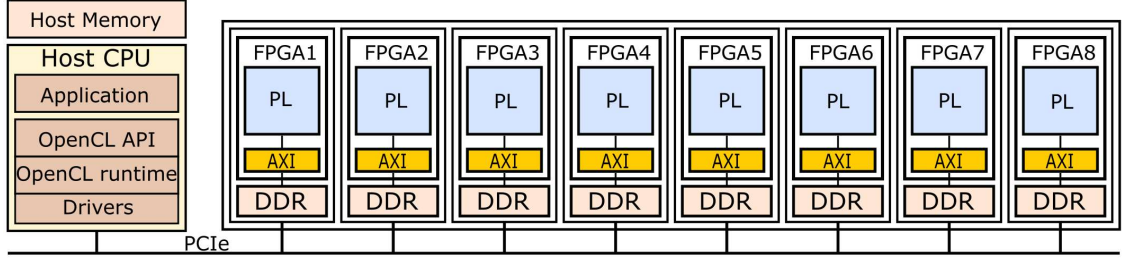 Host Memory
Host CPU
Application
OpenCL API
OpenCL runtime
Drivers
PCIe
FPGA1 FPGA2 FPGA3 FPGA4 FPGA5 FPGA6 FPGA7 FPGA8
PL PL PL PL PL PL PL PL
AXI AXI AXI AXI AXI AXI AXI AXI
DDR DDR DDR DDR DDR DDR DDR DDR